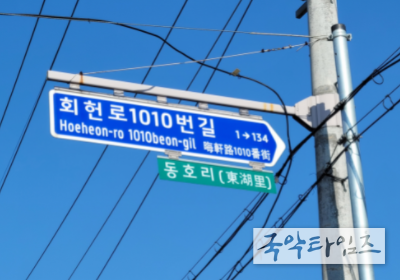 회헌로1010번길
1→134
Hoeheon-ro 1010beon-gil
晦軒路1010番街
동호리(東湖里)
국악타임즈